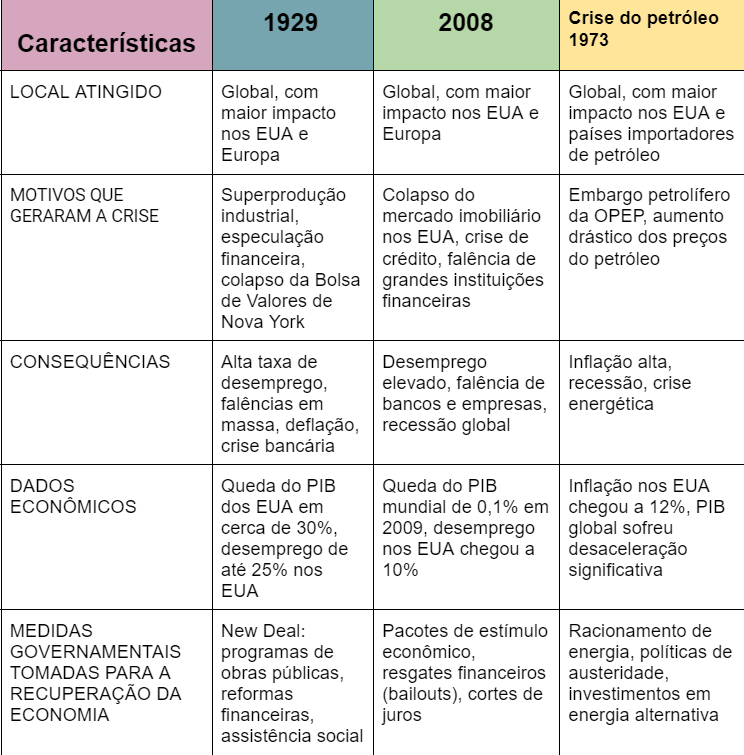 Características
1929
2008
Crise do petróleo
1973
LOCAL ATINGIDO
Global, com
maior impacto
nos EUA e
Europa
Global, com maior
impacto nos EUA e
Europa
Global, com maior
impacto nos EUA e
países importadores
de petróleo
MOTIVOS QUE
GERARAM A CRISE
Superprodução
industrial,
especulação
financeira,
colapso da Bolsa
de Valores de
Nova York
Colapso do
mercado imobiliário
nos EUA, crise de
crédito, falência de
grandes instituições
financeiras
Embargo petrolífero
da OPEP, aumento
drástico dos preços
do petróleo
CONSEQUÊNCIAS
Alta taxa de
desemprego,
falências em
massa, deflação,
crise bancária
Desemprego
elevado, falência de
bancos e empresas,
recessão global
Inflação alta,
recessão, crise
energética
DADOS
ECONÔMICOS
Queda do PIB
dos EUA em
cerca de 30%,
desemprego de
até 25% nos
EUA
Queda do PIB
mundial de 0,1% em
2009, desemprego
nos EUA chegou a
10%
Inflação nos EUA
chegou a 12%, PIB
global sofreu
desaceleração
significativa
MEDIDAS
GOVERNAMENTAIS
TOMADAS PARA A
RECUPERAÇÃO DA
ECONOMIA
New Deal:
programas de
obras públicas,
reformas
financeiras,
assistência social
Pacotes de estímulo
econômico,
resgates financeiros
(bailouts), cortes de
juros
Racionamento de
energia, políticas de
austeridade,
investimentos em
energia alternativa